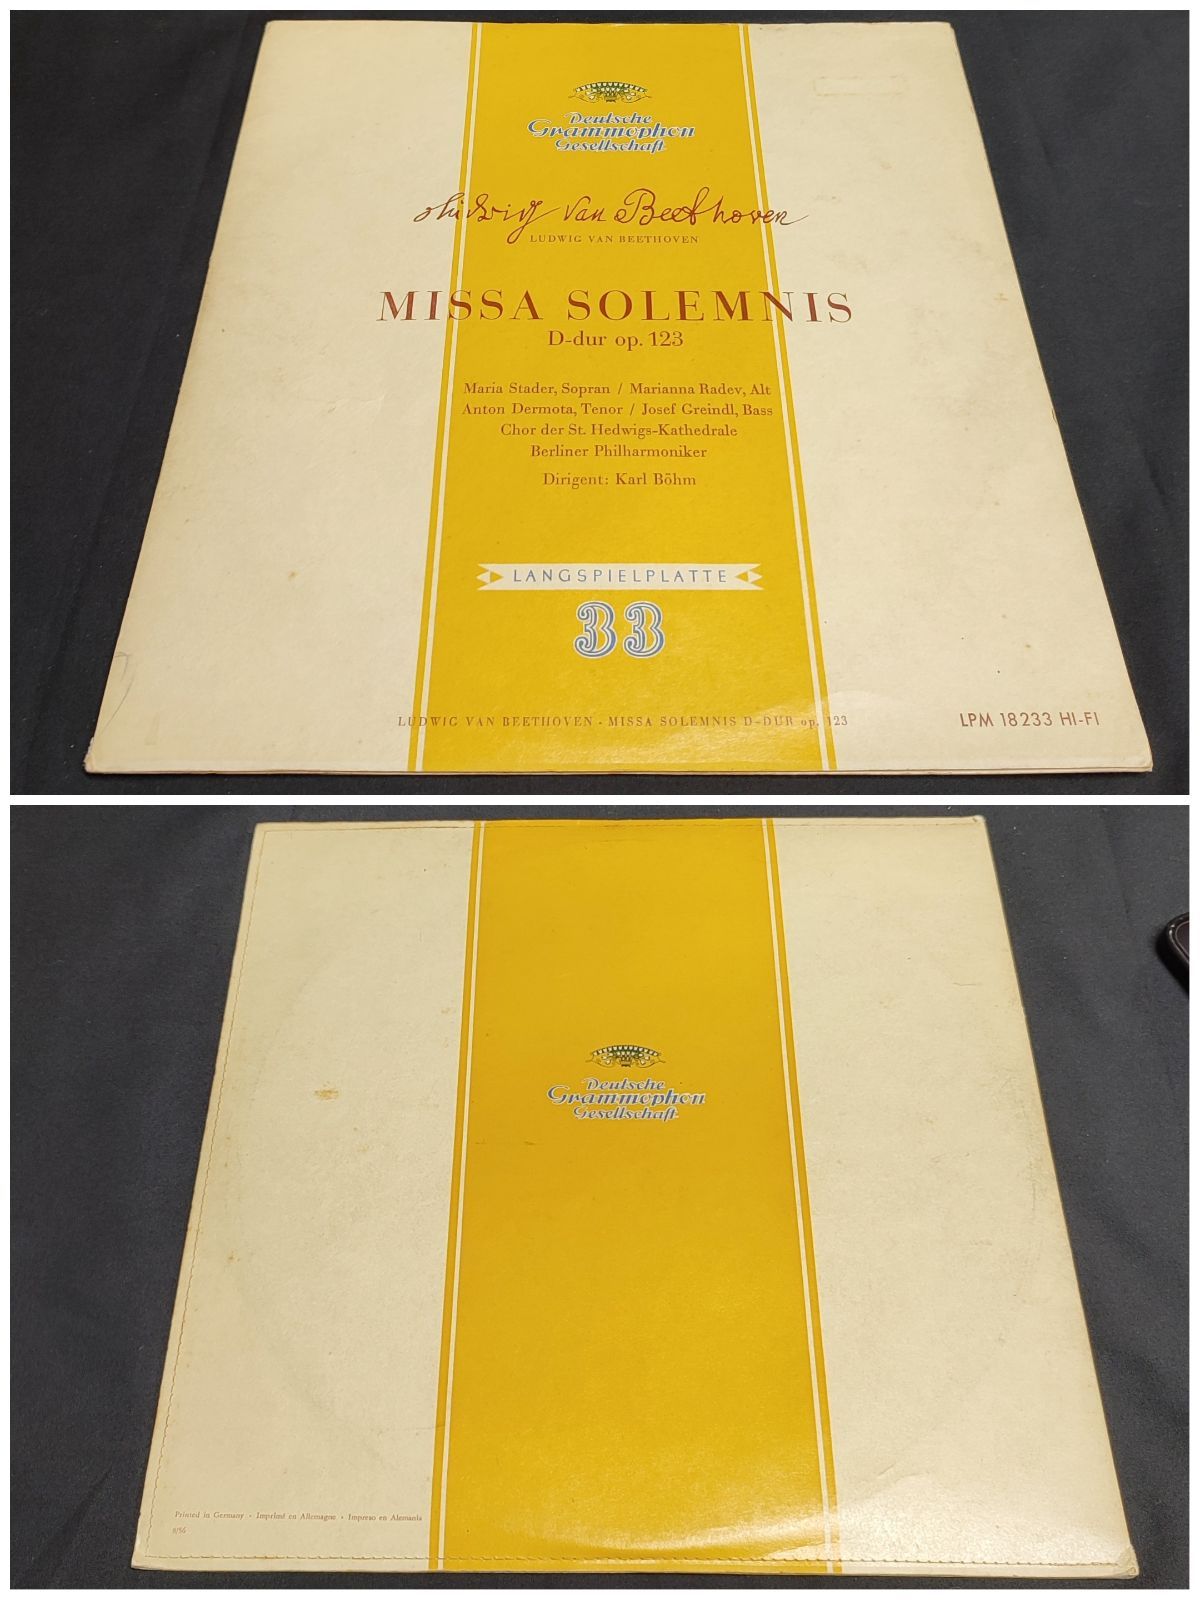 Deutsche
Grammophon
Gesellschaft
Ludwig van Beethoven
LUDWIG VAN BEETHOVEN
MISSA SOLEMNIS
D-dur op. 123
Maria Stader, Sopran / Marianna Radev, Alt
Anton Dermota, Tenor / Josef Greindl, Bass
Chor der St. Hedwigs-Kathedrale
Berliner Philharmoniker
Dirigent: Karl Böhm
LANGSPIELPLATTE
33
LUDWIG VAN BEETHOVEN - MISSA SOLEMNIS D-DUR op. 123
LPM 18233 HI-FI
Deutsche
Grammophon
Gesellschaft
Printed in Germany · Imprimé en Allemagne · Impreso en Alemania
8/56